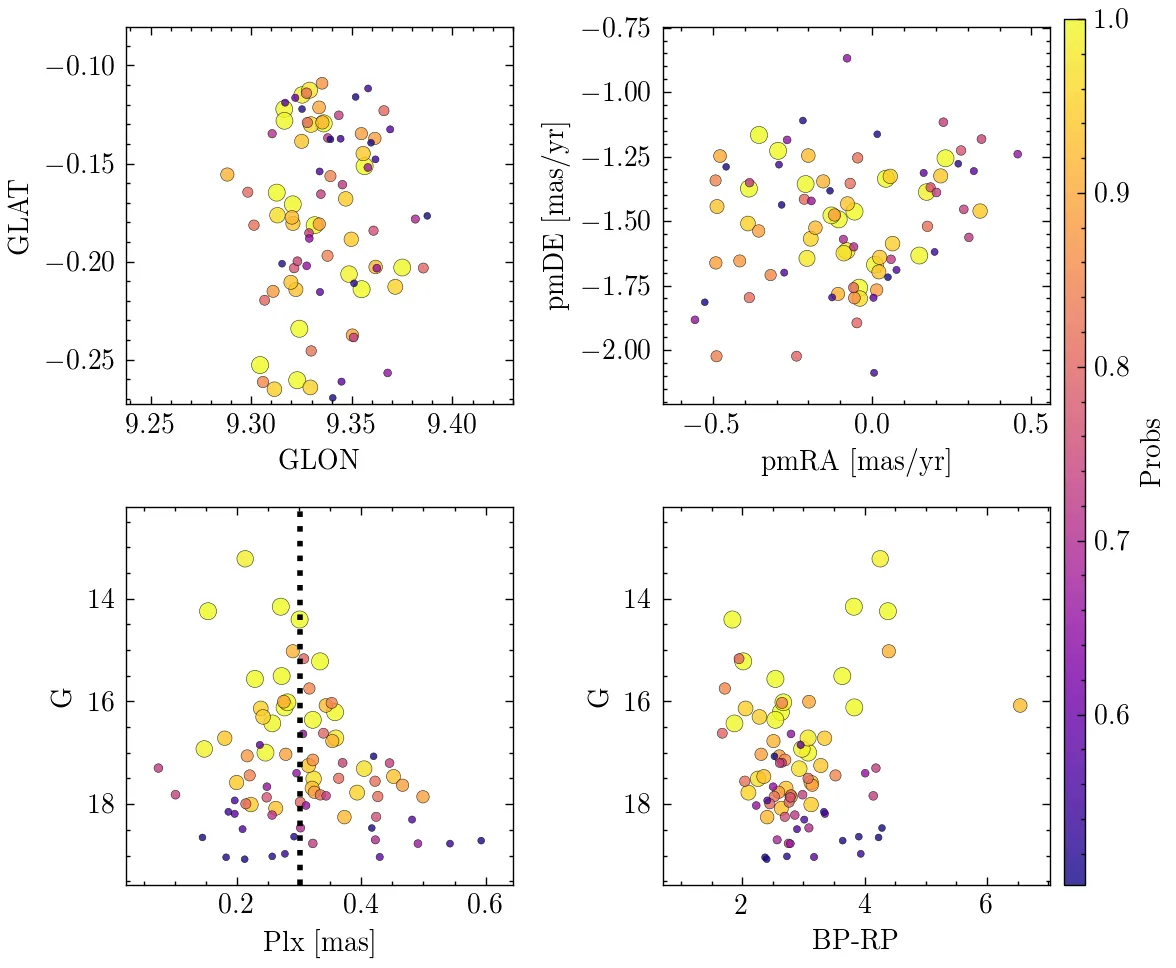 −0.10
−0.15
−0.20
−0.25
GLAT
9.25 9.30 9.35 9.40
GLON
−0.75
−1.00
−1.25
−1.50
−1.75
−2.00
pmDE [mas/yr]
−0.5 0.0 0.5
pmRA [mas/yr]
14
16
18
G
0.2 0.4 0.6
Plx [mas]
14
16
18
G
2 4 6
BP-RP
1.0
0.9
0.8
0.7
0.6
Probs